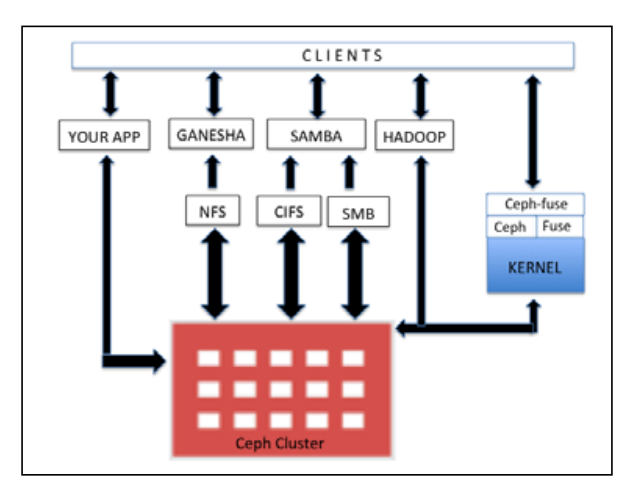 CLIENTS
YOUR APP
GANESHA
SAMBA
HADOOP
NFS
CIFS
SMB
Ceph-fuse
Ceph
Fuse
KERNEL
Ceph Cluster